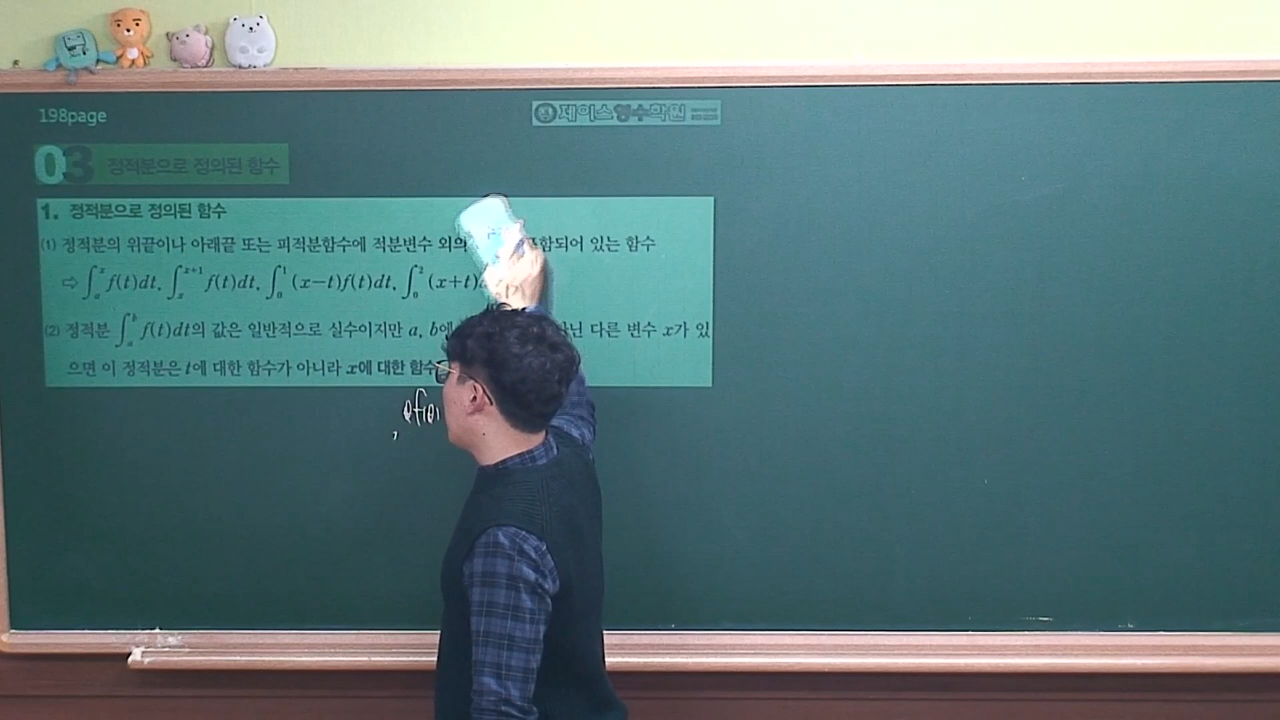 198page
제이스영수학원
03 정적분으로 정의된 함수
1. 정적분으로 정의된 함수
(1) 정적분의 위끝이나 아래끝 또는 피적분함수에 적분변수 외의 함되어 있는 함수
⇨ ∫ₐˣ f(t)dt, ∫ₓˣ⁺¹ f(t)dt, ∫₀¹ (x−t)f(t)dt, ∫₀² (x+t)
(2) 정적분 ∫ₐᵇ f(t)dt의 값은 일반적으로 실수이지만 a, b에 다른 변수 x가 있
으면 이 정적분은 t에 대한 함수가 아니라 x에 대한 함수